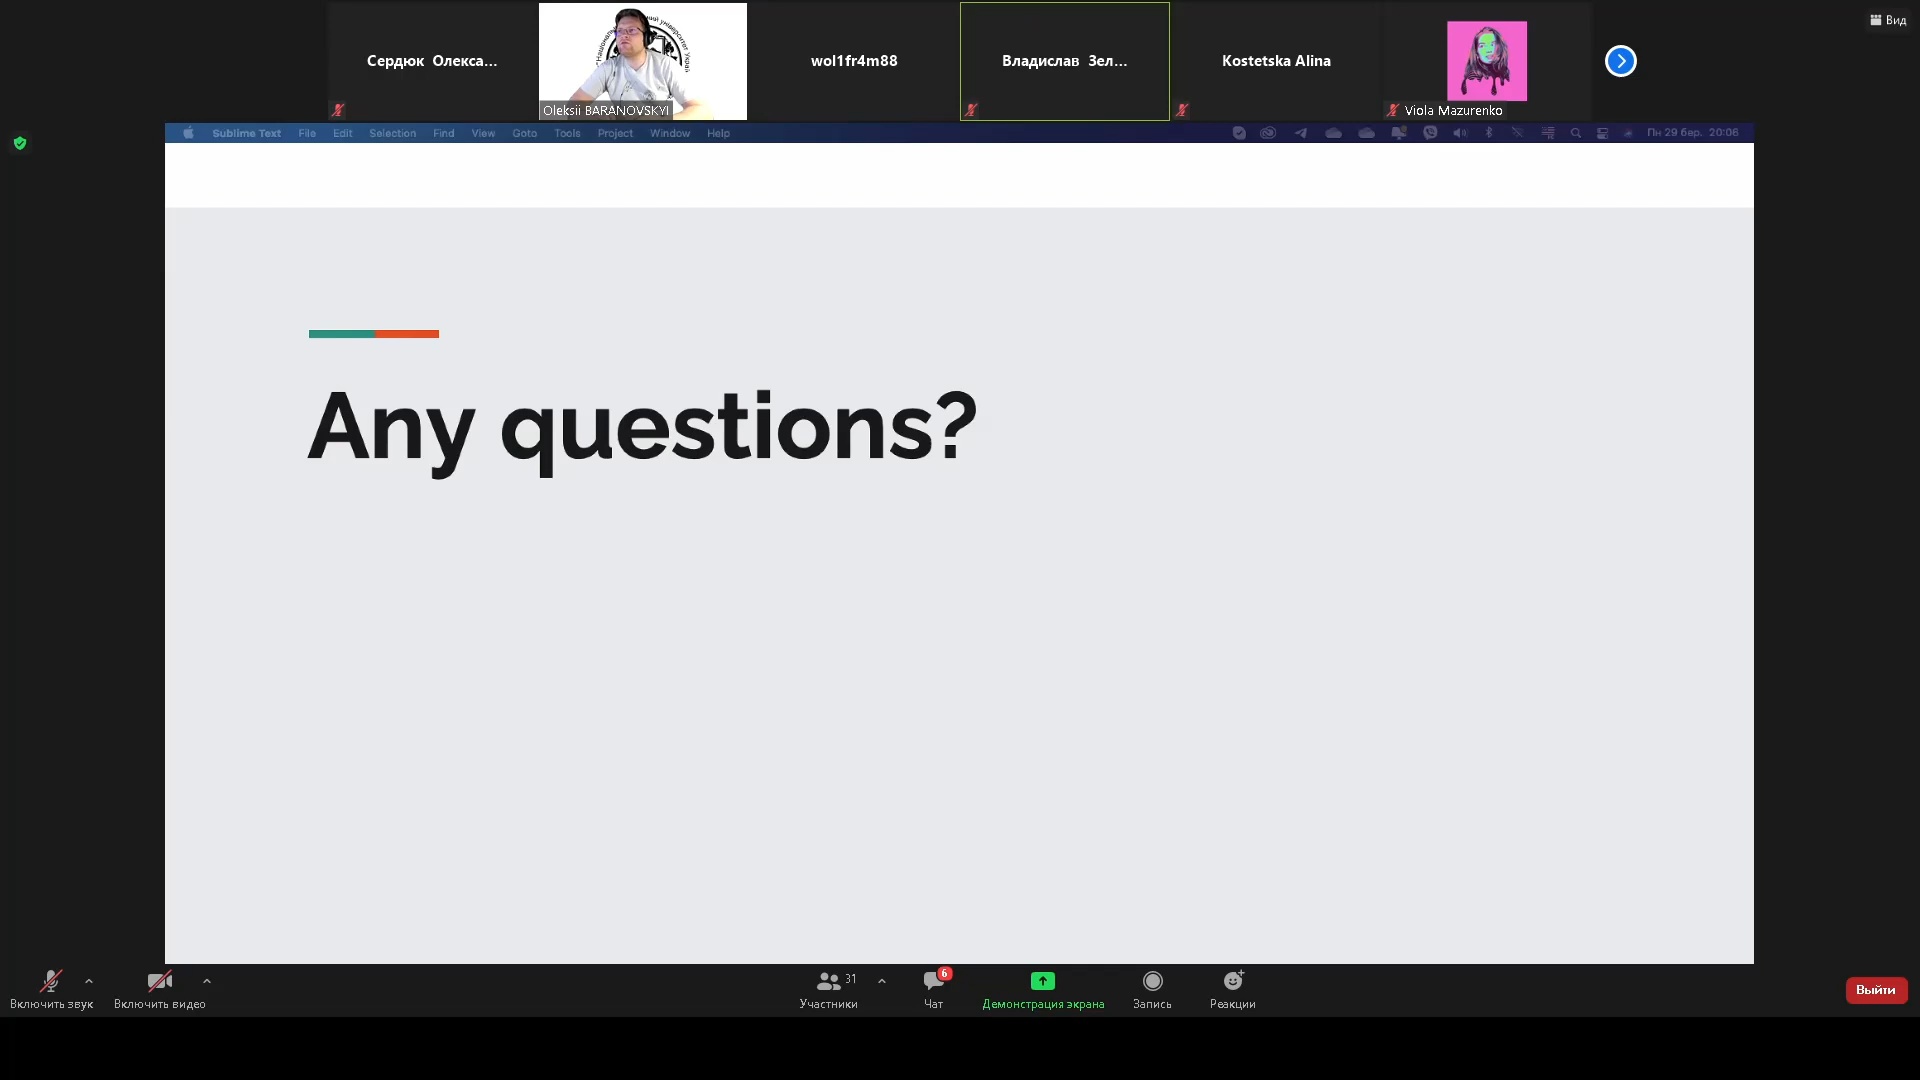 Сердюк Олекса...
Oleksii BARANOVSKYI
wol1fr4m88
Владислав Зел...
Kostetska Alina
Viola Mazurenko
Вид
Sublime Text File Edit Selection Find View Goto Tools Project Window Help
Пн 29 бер. 20:06
Any questions?
Включить звук
Включить видео
31
Участники
6
Чат
Демонстрация экрана
Запись
Реакции
Выйти